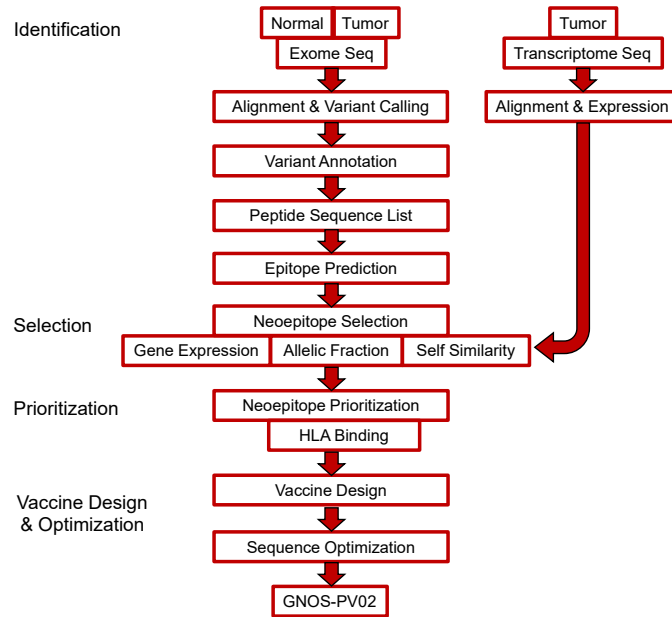 Identification
Normal
Tumor
Exome Seq
Tumor
Transcriptome Seq
Alignment & Variant Calling
Alignment & Expression
Variant Annotation
Peptide Sequence List
Epitope Prediction
Selection
Neoepitope Selection
Gene Expression
Allelic Fraction
Self Similarity
Prioritization
Neoepitope Prioritization
HLA Binding
Vaccine Design
& Optimization
Vaccine Design
Sequence Optimization
GNOS-PV02